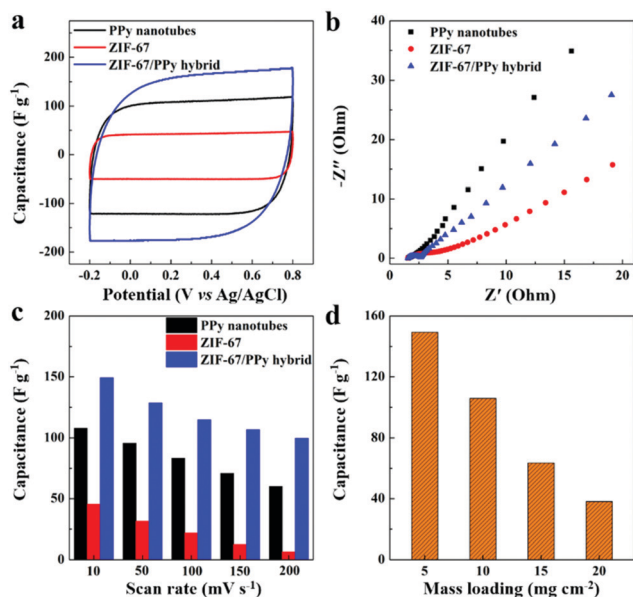 a
PPy nanotubes
ZIF-67
ZIF-67/PPy hybrid
200
100
0
-100
-200
Capacitance (F g⁻¹)
-0.2 0.0 0.2 0.4 0.6 0.8
Potential (V vs Ag/AgCl)
b
PPy nanotubes
ZIF-67
ZIF-67/PPy hybrid
40
30
20
10
0
-Z″ (Ohm)
0 5 10 15 20
Z′ (Ohm)
c
PPy nanotubes
ZIF-67
ZIF-67/PPy hybrid
200
150
100
50
0
Capacitance (F g⁻¹)
10 50 100 150 200
Scan rate (mV s⁻¹)
d
160
120
80
40
0
Capacitance (F g⁻¹)
5 10 15 20
Mass loading (mg cm⁻²)